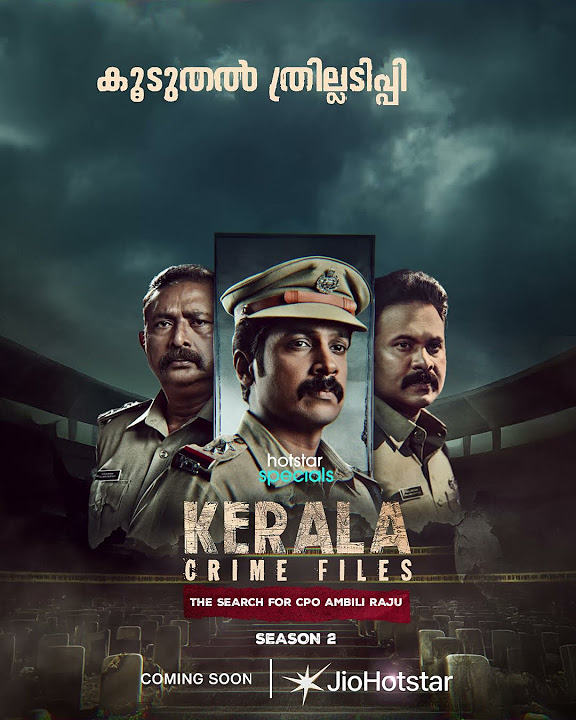 കൂടുതൽ ത്രില്ലടിപ്പി
hotstar
specials
KERALA
CRIME FILES
THE SEARCH FOR CPO AMBILI RAJU
SEASON 2
COMING SOON
JioHotstar